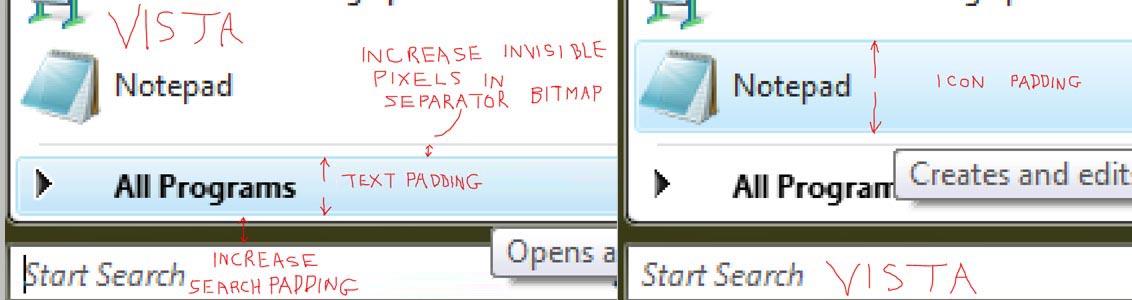 VISTA
INCREASE INVISIBLE
PIXELS IN
SEPARATOR BITMAP
Notepad
All Programs
TEXT PADDING
Opens a
Start Search
INCREASE
SEARCH PADDING
Notepad
ICON PADDING
All Program
Creates and edit
Start Search
VISTA